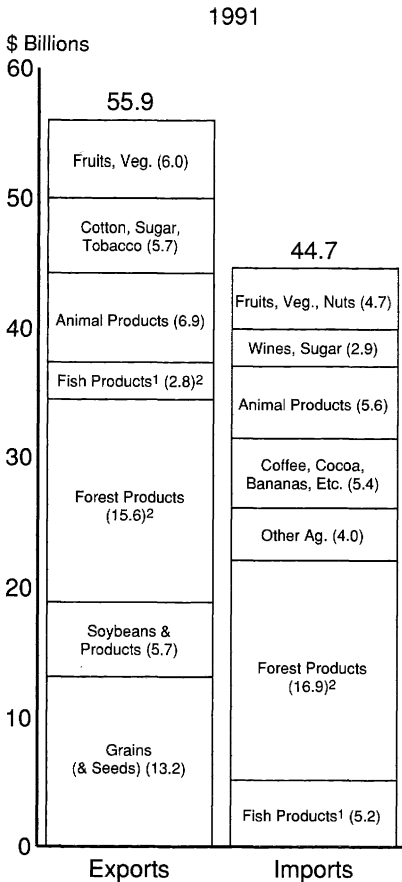 1991
$ Billions
60
50
40
30
20
10
0
55.9
Fruits, Veg. (6.0)
Cotton, Sugar,
Tobacco (5.7)
Animal Products (6.9)
Fish Products¹ (2.8)²
Forest Products
(15.6)²
Soybeans &
Products (5.7)
Grains
(& Seeds) (13.2)
Exports
44.7
Fruits, Veg., Nuts (4.7)
Wines, Sugar (2.9)
Animal Products (5.6)
Coffee, Cocoa,
Bananas, Etc. (5.4)
Other Ag. (4.0)
Forest Products
(16.9)²
Fish Products¹ (5.2)
Imports